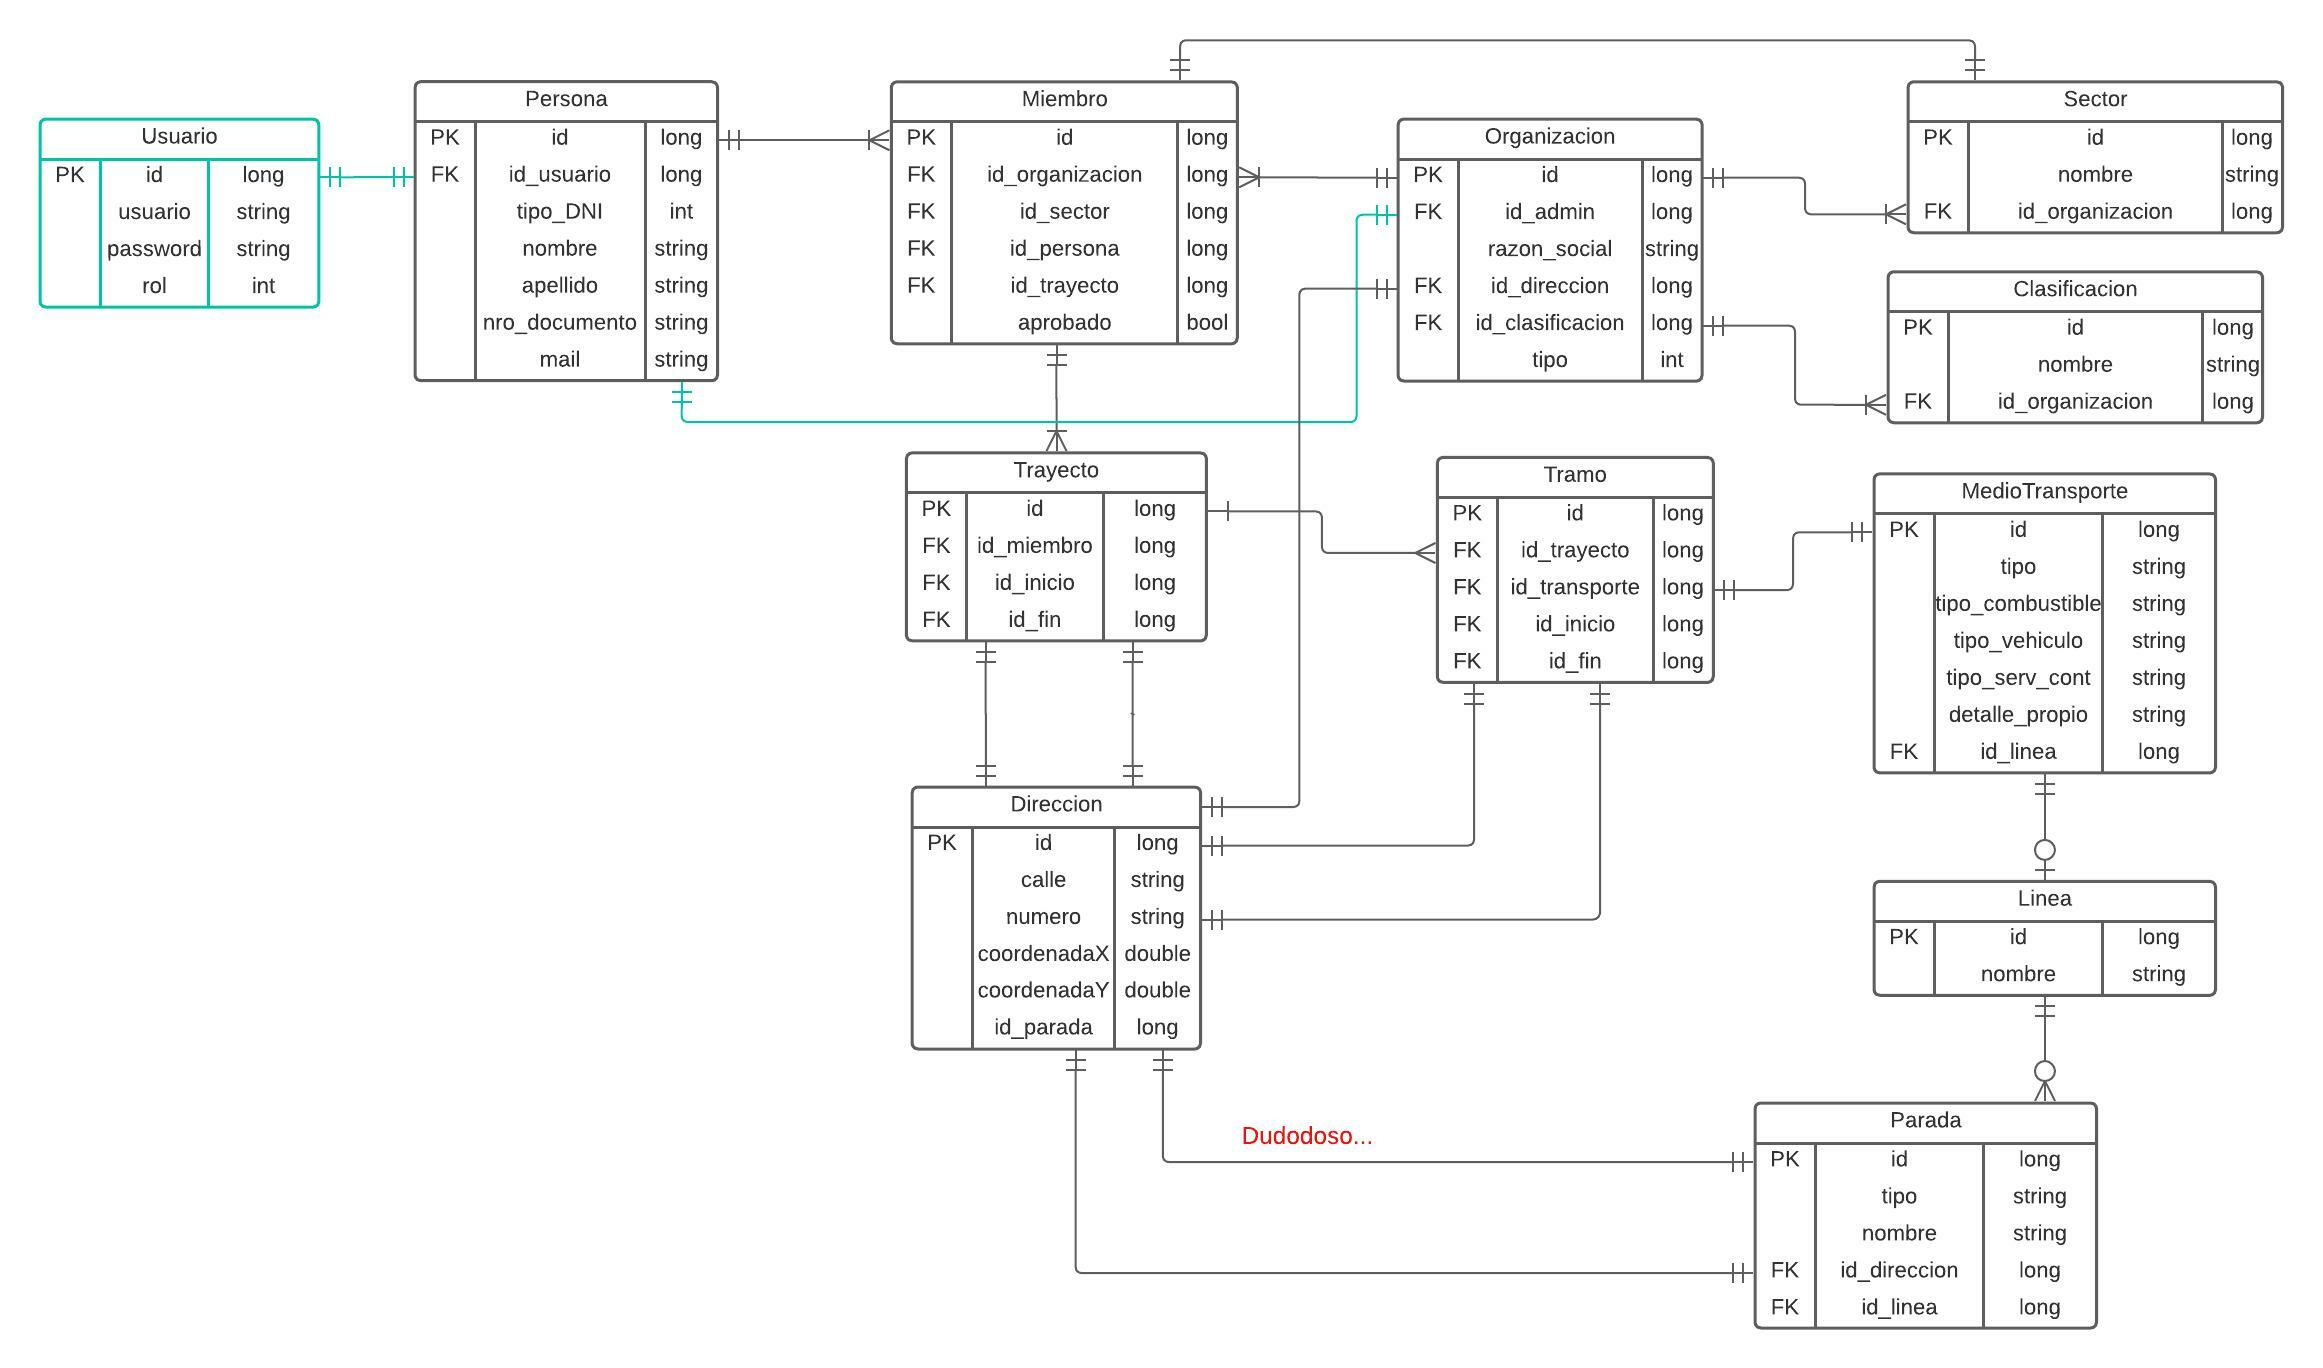 Usuario
PK id long
usuario string
password string
rol int
Persona
PK id long
FK id_usuario long
tipo_DNI int
nombre string
apellido string
nro_documento string
mail string
Miembro
PK id long
FK id_organizacion long
FK id_sector long
FK id_persona long
FK id_trayecto long
aprobado bool
Organizacion
PK id long
FK id_admin long
razon_social string
FK id_direccion long
FK id_clasificacion long
tipo int
Sector
PK id long
nombre string
FK id_organizacion long
Clasificacion
PK id long
nombre string
FK id_organizacion long
Trayecto
PK id long
FK id_miembro long
FK id_inicio long
FK id_fin long
Tramo
PK id long
FK id_trayecto long
FK id_transporte long
FK id_inicio long
FK id_fin long
MedioTransporte
PK id long
tipo string
tipo_combustible string
tipo_vehiculo string
tipo_serv_cont string
detalle_propio string
FK id_linea long
Direccion
PK id long
calle string
numero string
coordenadaX double
coordenadaY double
id_parada long
Linea
PK id long
nombre string
Dudodoso...
Parada
PK id long
tipo string
nombre string
FK id_direccion long
FK id_linea long